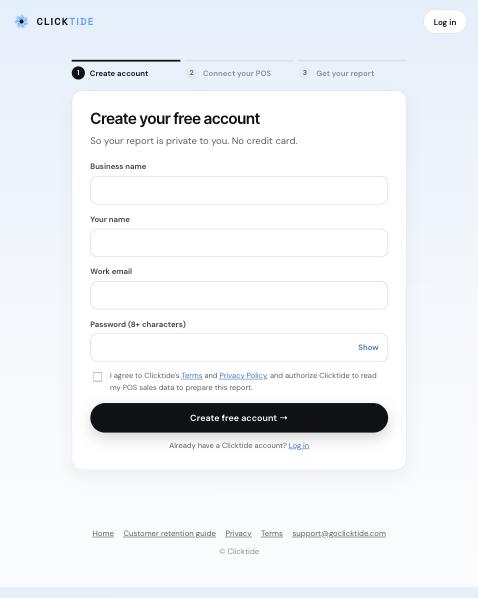 CLICKTIDE
Log in
1 Create account
2 Connect your POS
3 Get your report
Create your free account
So your report is private to you. No credit card.
Business name
Your name
Work email
Password (8+ characters)
Show
I agree to Clicktide's Terms and Privacy Policy, and authorize Clicktide to read
my POS sales data to prepare this report.
Create free account →
Already have a Clicktide account? Log in
Home Customer retention guide Privacy Terms support@goclicktide.com
© Clicktide